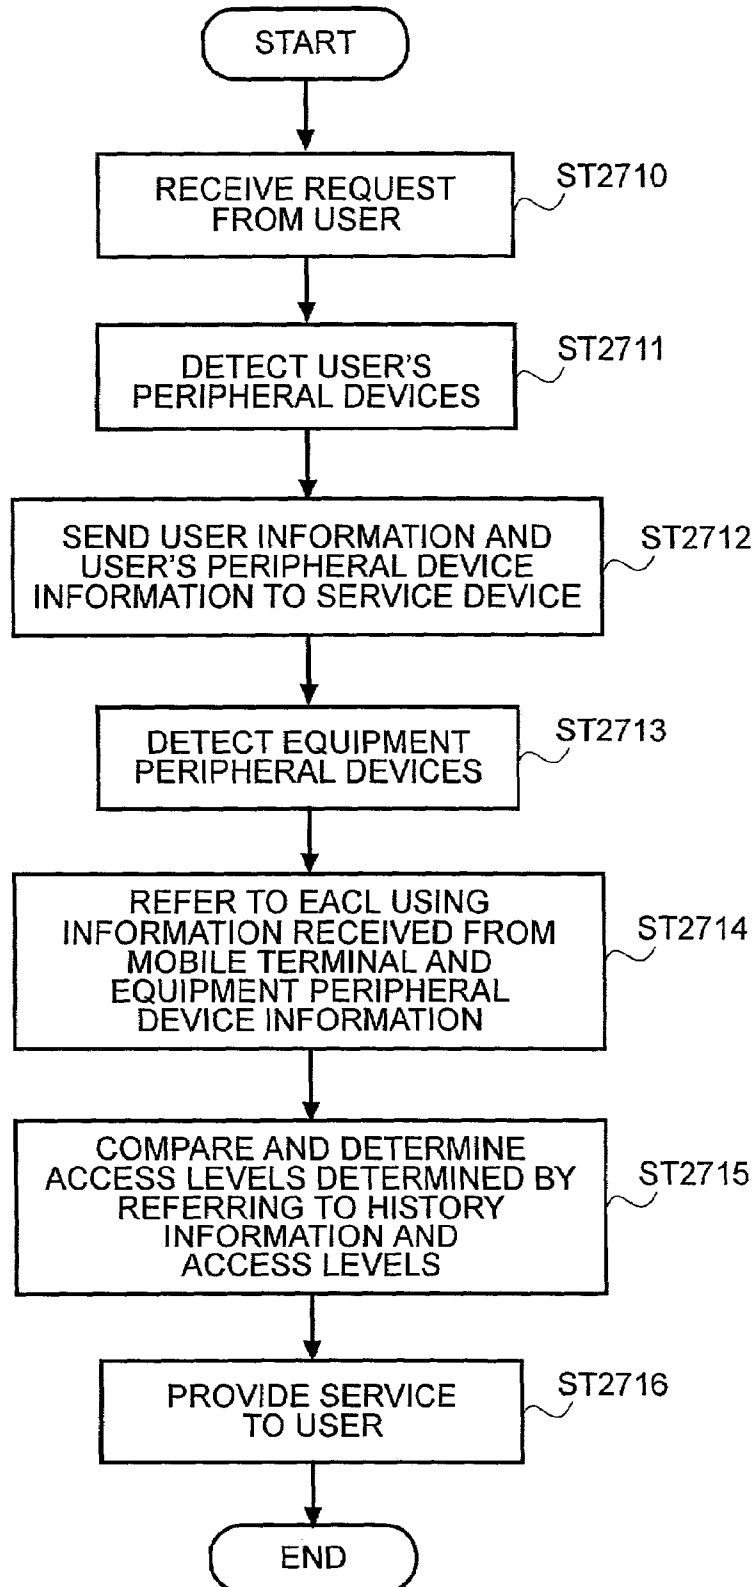 START
RECEIVE REQUEST
FROM USER
ST2710
DETECT USER'S
PERIPHERAL DEVICES
ST2711
SEND USER INFORMATION AND
USER'S PERIPHERAL DEVICE
INFORMATION TO SERVICE DEVICE
ST2712
DETECT EQUIPMENT
PERIPHERAL DEVICES
ST2713
REFER TO EACL USING
INFORMATION RECEIVED FROM
MOBILE TERMINAL AND
EQUIPMENT PERIPHERAL
DEVICE INFORMATION
ST2714
COMPARE AND DETERMINE
ACCESS LEVELS DETERMINED BY
REFERRING TO HISTORY
INFORMATION AND
ACCESS LEVELS
ST2715
PROVIDE SERVICE
TO USER
ST2716
END